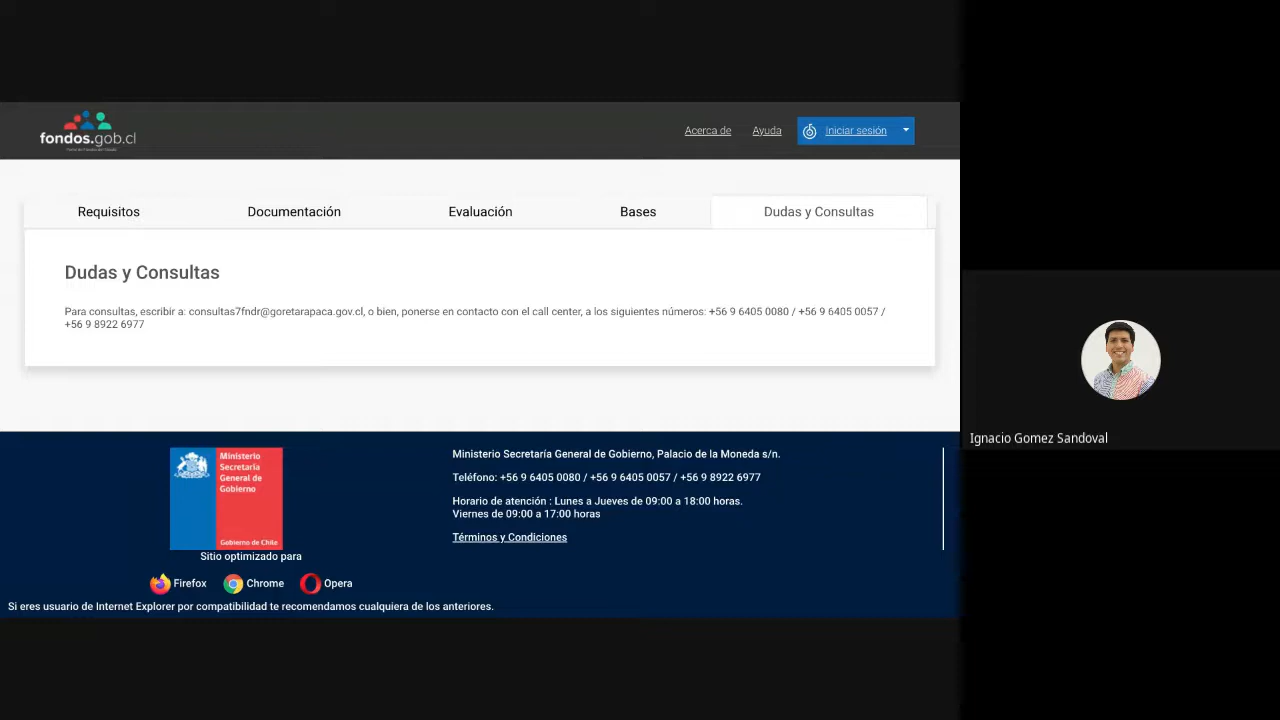 fondos.gob.cl
Acerca de
Ayuda
Iniciar sesión
Requisitos
Documentación
Evaluación
Bases
Dudas y Consultas
Dudas y Consultas
Para consultas, escribir a: consultas7fndr@goretarapaca.gov.cl, o bien, ponerse en contacto con el call center, a los siguientes números: +56 9 6405 0080 / +56 9 6405 0057 /
+56 9 8922 6977
Ignacio Gomez Sandoval
Ministerio
Secretaría
General de
Gobierno
Gobierno de Chile
Sitio optimizado para
Firefox
Chrome
Opera
Si eres usuario de Internet Explorer por compatibilidad te recomendamos cualquiera de los anteriores.
Ministerio Secretaría General de Gobierno, Palacio de la Moneda s/n.
Teléfono: +56 9 6405 0080 / +56 9 6405 0057 / +56 9 8922 6977
Horario de atención : Lunes a Jueves de 09:00 a 18:00 horas.
Viernes de 09:00 a 17:00 horas
Términos y Condiciones